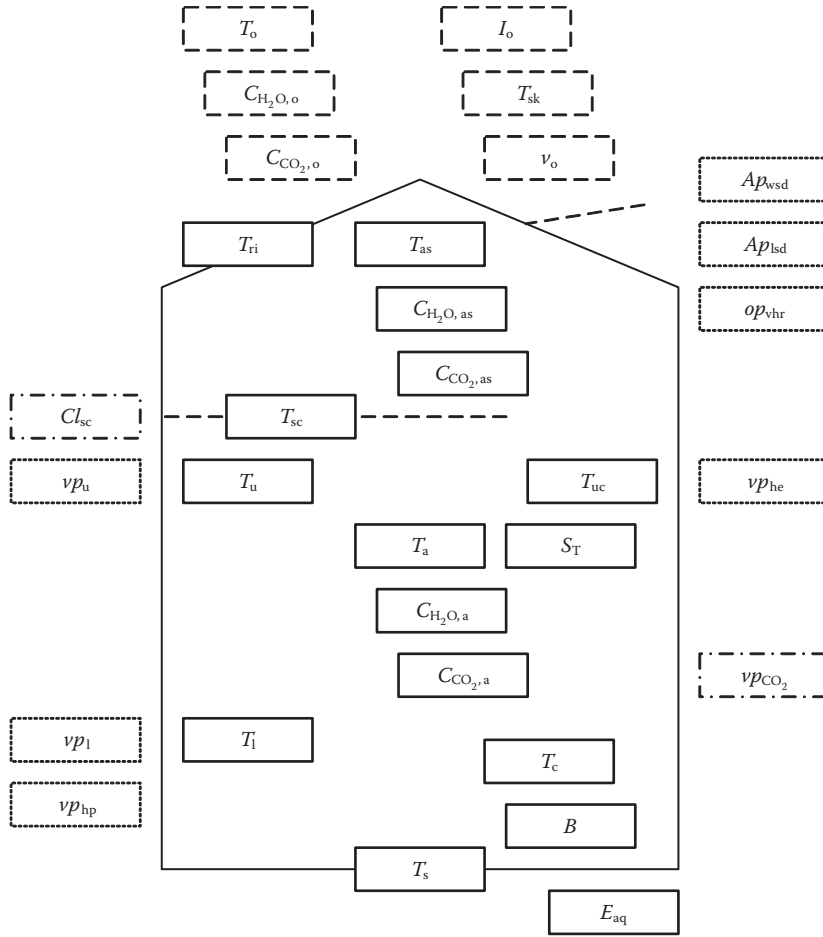 T_o I_o
C_H₂O, o T_sk
C_CO₂, o v_o
Ap_wsd
T_ri T_as Ap_lsd
C_H₂O, as op_vhr
C_CO₂, as
Cl_sc T_sc
vp_u T_u T_uc vp_he
T_a S_T
C_H₂O, a
C_CO₂, a vp_CO₂
vp_l T_l
T_c
vp_hp B
T_s
E_aq